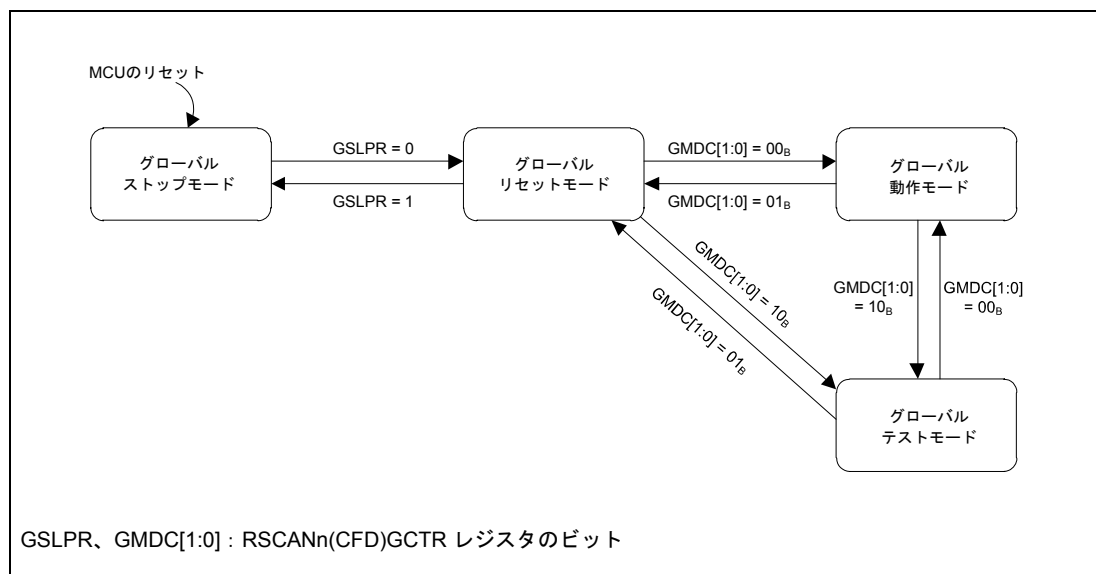 MCUのリセット
グローバル
ストップモード
GSLPR = 0
GSLPR = 1
グローバル
リセットモード
GMDC[1:0] = 00B
GMDC[1:0] = 01B
グローバル
動作モード
GMDC[1:0] = 10B
GMDC[1:0] = 01B
GMDC[1:0]
= 10B
GMDC[1:0]
= 00B
グローバル
テストモード
GSLPR、GMDC[1:0]：RSCANn(CFD)GCTR レジスタのビット